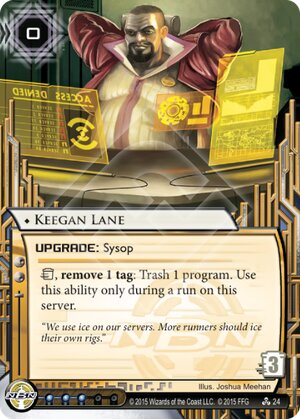 0
ACCESS DENIED
♦ KEEGAN LANE
UPGRADE: Sysop
, remove 1 tag: Trash 1 program. Use
this ability only during a run on this
server.
"We use ice on our servers. More runners should ice
their own rigs."
3
NBN
NBN
Illus. Joshua Meehan
© 2015 Wizards of the Coast LLC. © 2015 FFG 24